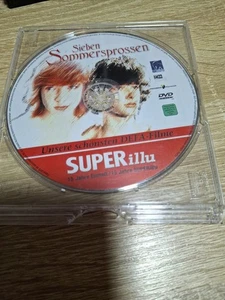 Sieben
Sommersprossen
DVD
Unsere schönsten DEFA-Filme
SUPERillu